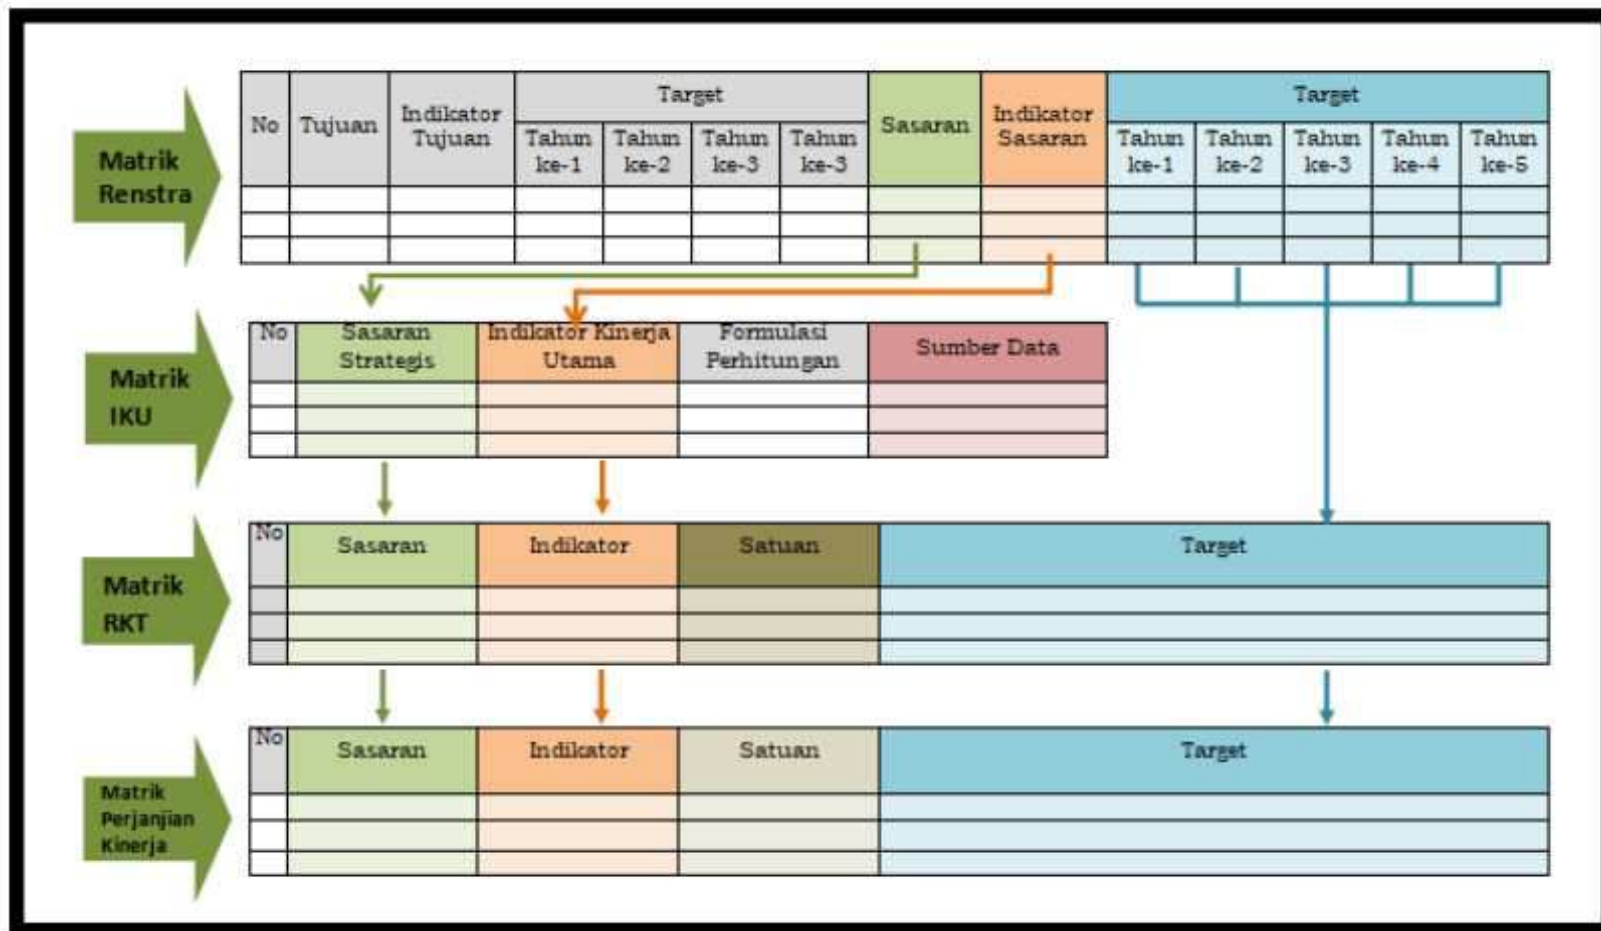 Matrik
Renstra
No
Tujuan
Indikator
Tujuan
Target
Tahun
ke-1
Tahun
ke-2
Tahun
ke-3
Tahun
ke-3
Sasaran
Indikator
Sasaran
Target
Tahun
ke-1
Tahun
ke-2
Tahun
ke-3
Tahun
ke-4
Tahun
ke-5
Matrik
IKU
No
Sasaran
Strategis
Indikator Kinerja
Utama
Formulasi
Perhitungan
Sumber Data
Matrik
RKT
No
Sasaran
Indikator
Satuan
Target
Matrik
Perjanjian
Kinerja
No
Sasaran
Indikator
Satuan
Target